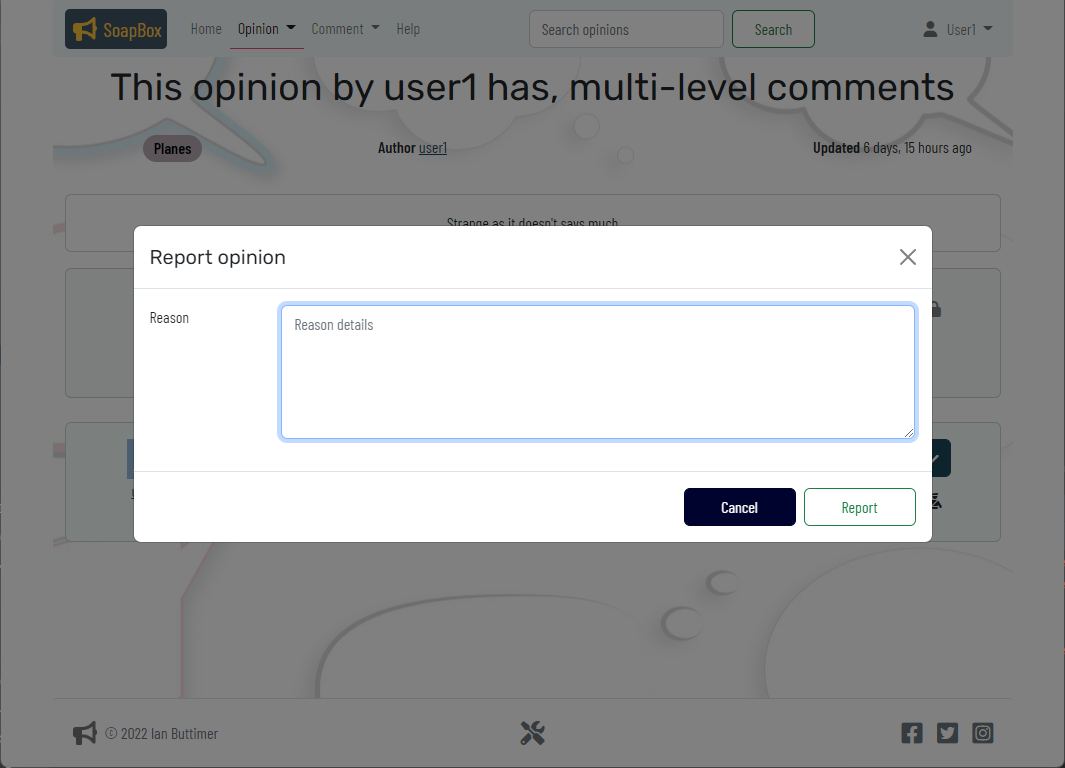 SoapBox Home Opinion Comment Help Search opinions Search User1
This opinion by user1 has, multi-level comments
Planes Author user1 Updated 6 days, 15 hours ago
Strange as it doesn't says much
Report opinion
Reason Reason details
Cancel Report
© 2022 Ian Buttimer